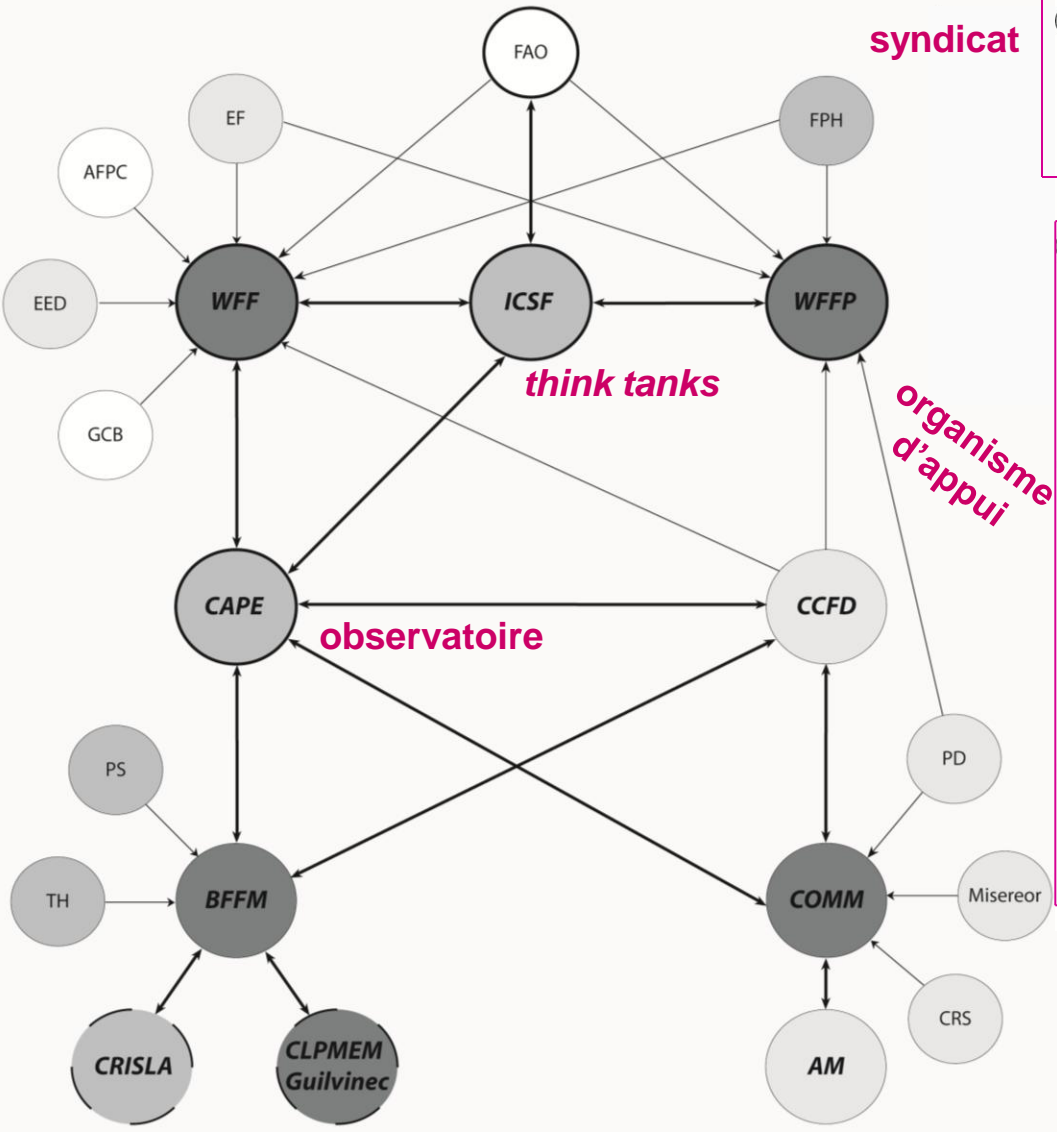 FAO
syndicat
EF
FPH
AFPC
EED
WFF
ICSF
WFFP
think tanks
GCB
organisme
d'appui
CAPE
CCFD
observatoire
PS
PD
TH
BFFM
COMM
Misereor
CRS
CRISLA
CLPMEM
Guilvinec
AM